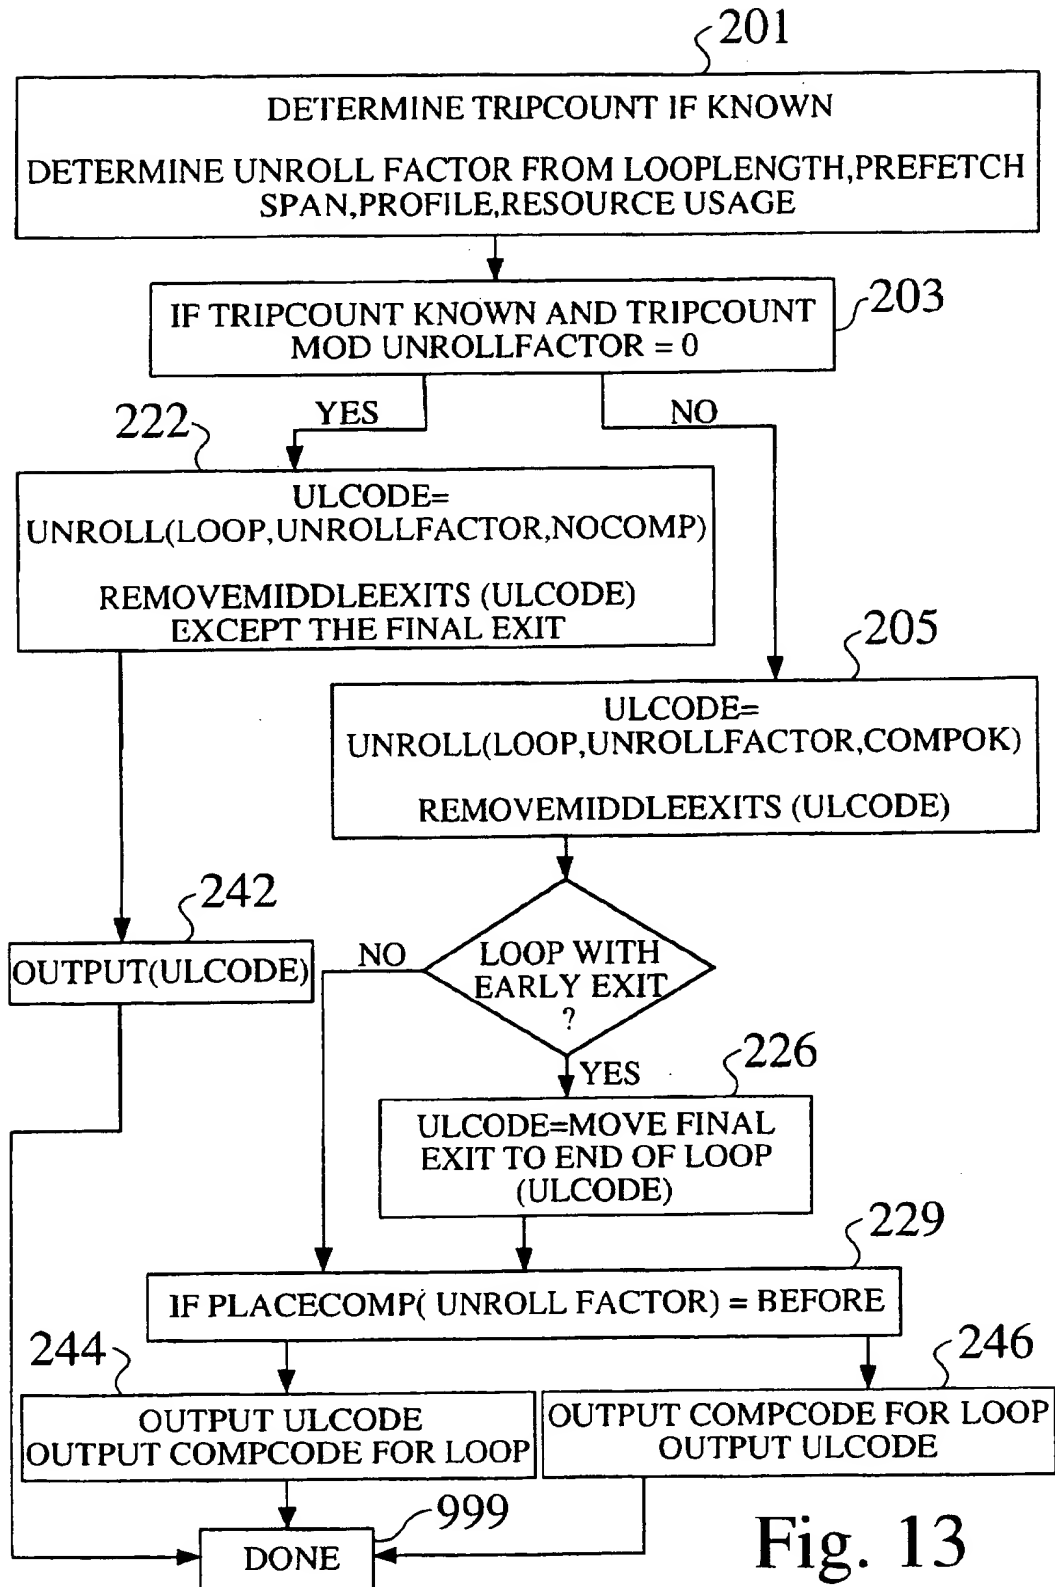 201
DETERMINE TRIPCOUNT IF KNOWN
DETERMINE UNROLL FACTOR FROM LOOPLENGTH,PREFETCH
SPAN,PROFILE,RESOURCE USAGE
203
IF TRIPCOUNT KNOWN AND TRIPCOUNT
MOD UNROLLFACTOR = 0
YES
NO
222
ULCODE=
UNROLL(LOOP,UNROLLFACTOR,NOCOMP)
REMOVEMIDDLEEXITS (ULCODE)
EXCEPT THE FINAL EXIT
205
ULCODE=
UNROLL(LOOP,UNROLLFACTOR,COMPOK)
REMOVEMIDDLEEXITS (ULCODE)
242
OUTPUT(ULCODE)
NO
LOOP WITH
EARLY EXIT
?
YES
226
ULCODE=MOVE FINAL
EXIT TO END OF LOOP
(ULCODE)
229
IF PLACECOMP( UNROLL FACTOR) = BEFORE
244
OUTPUT ULCODE
OUTPUT COMPCODE FOR LOOP
246
OUTPUT COMPCODE FOR LOOP
OUTPUT ULCODE
999
DONE
Fig. 13